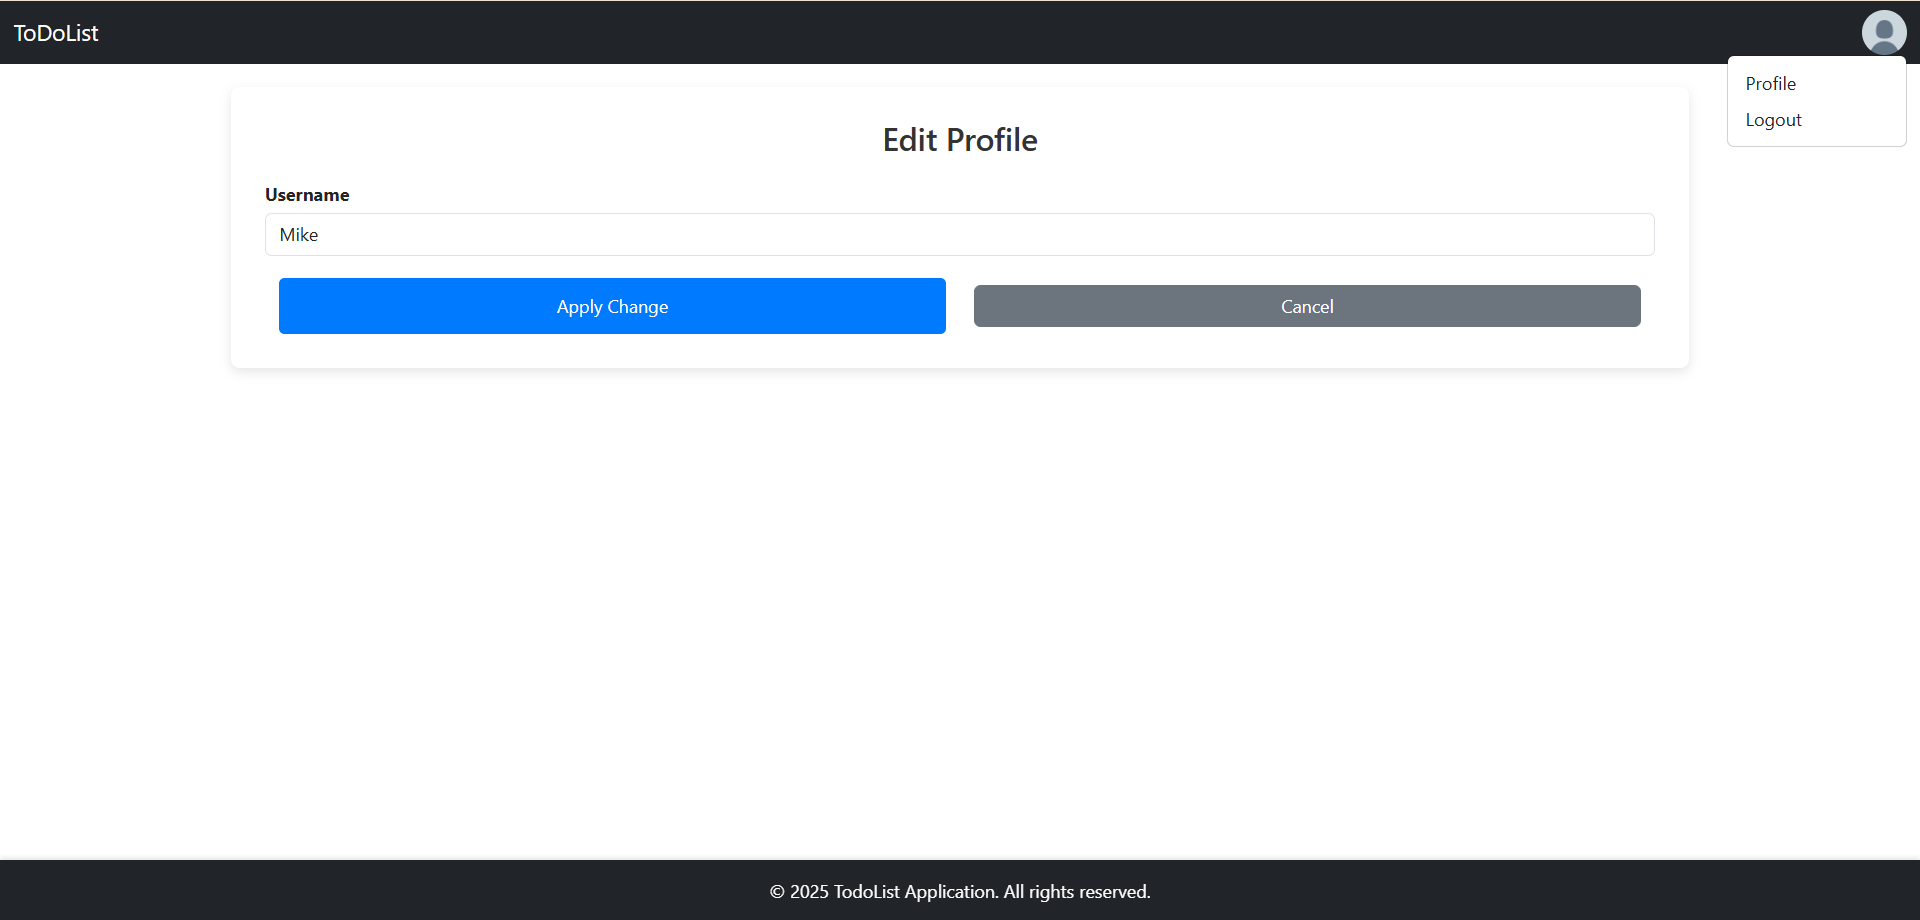 ToDoList
Profile
Logout
Edit Profile
Username
Mike
Apply Change
Cancel
© 2025 TodoList Application. All rights reserved.